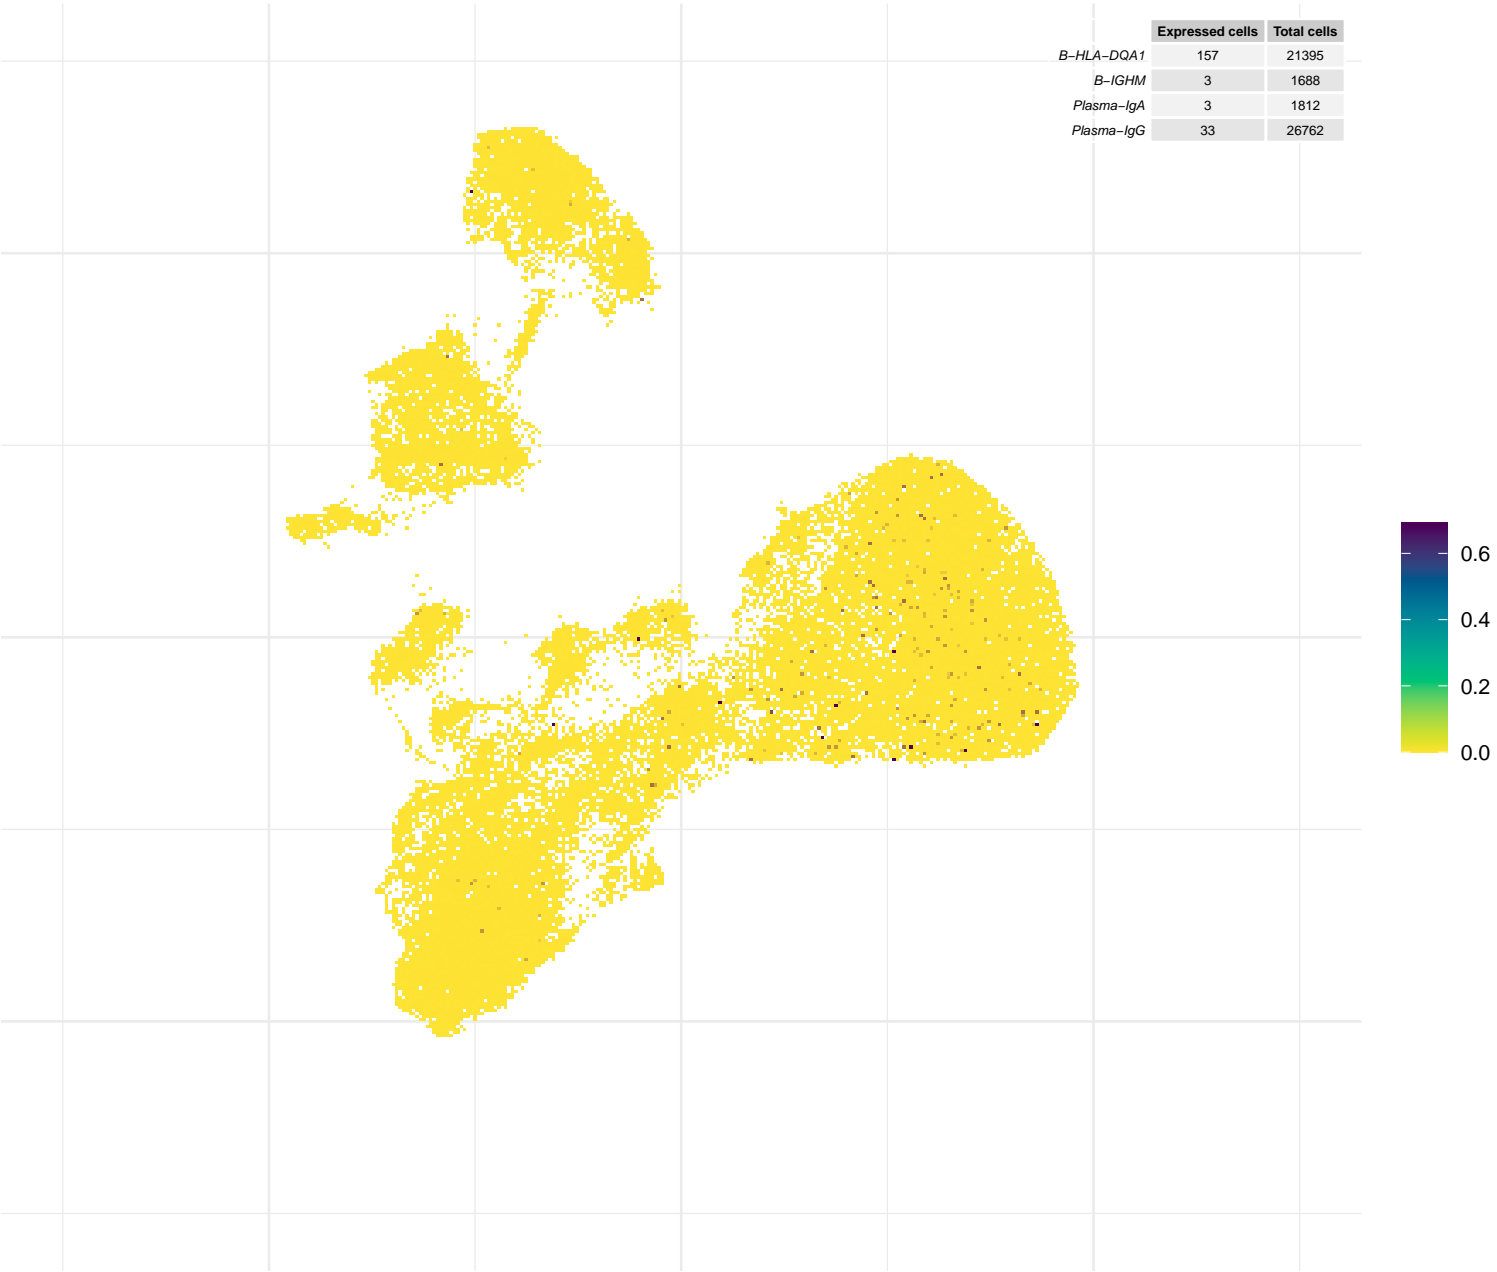 Expressed cells Total cells
B−HLA−DQA1 157 21395
B−IGHM 3 1688
Plasma−IgA 3 1812
Plasma−IgG 33 26762
0.6
0.4
0.2
0.0